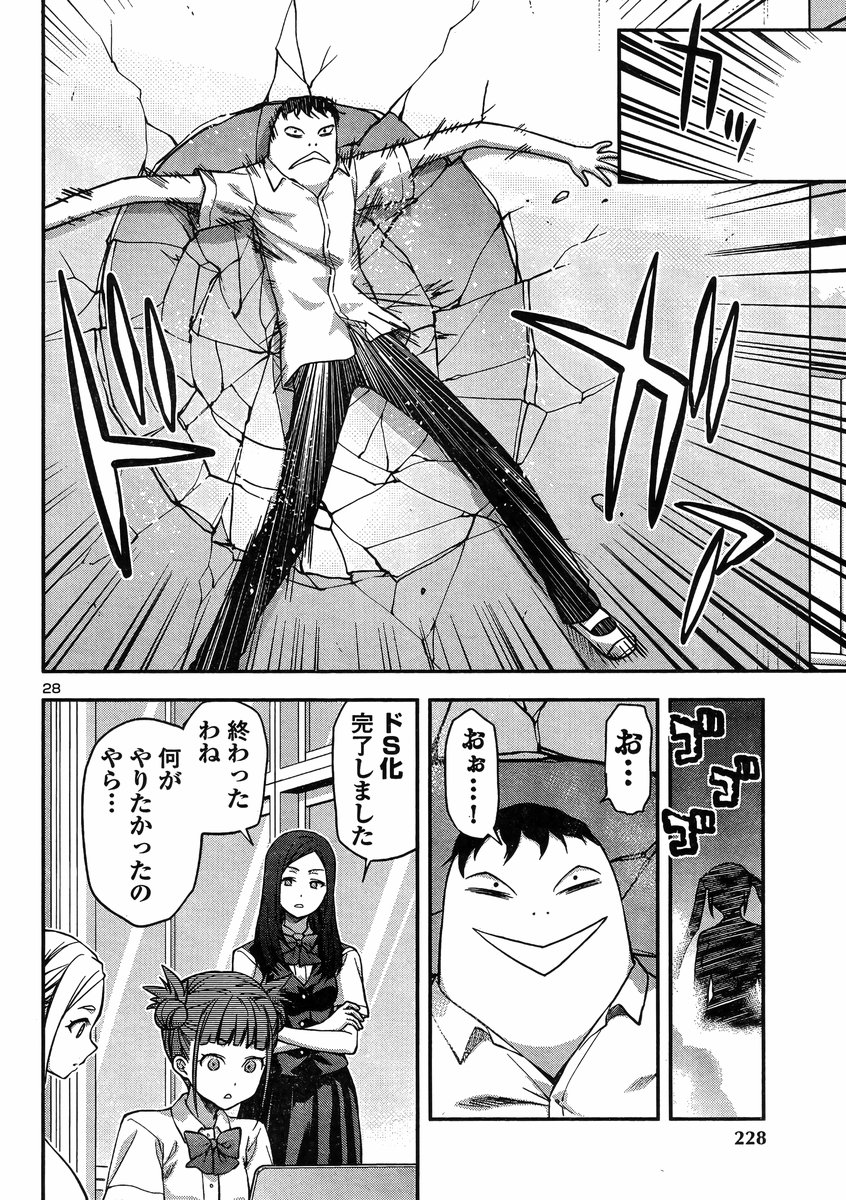 カッ
ドガァ
28
ゴゴゴ
お…
おぉ…!
ドS化
完了しました
終わった
わね
何が
やりたかったの
やら…
228